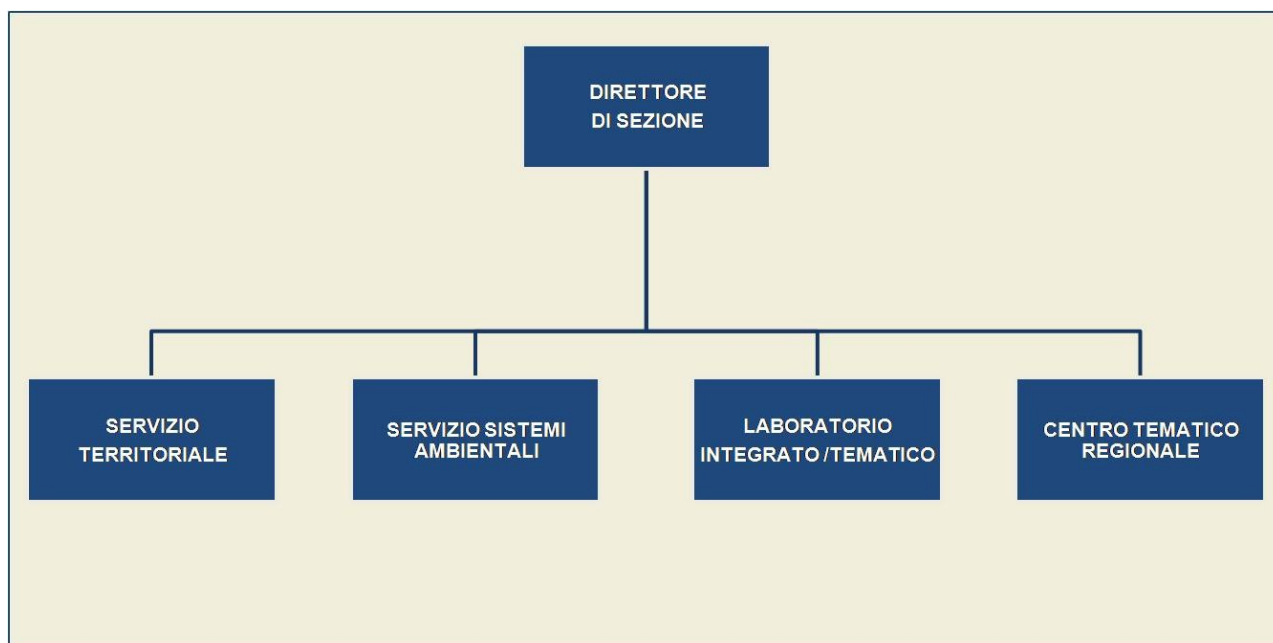 DIRETTORE
DI SEZIONE
SERVIZIO
TERRITORIALE
SERVIZIO SISTEMI
AMBIENTALI
LABORATORIO
INTEGRATO /TEMATICO
CENTRO TEMATICO
REGIONALE